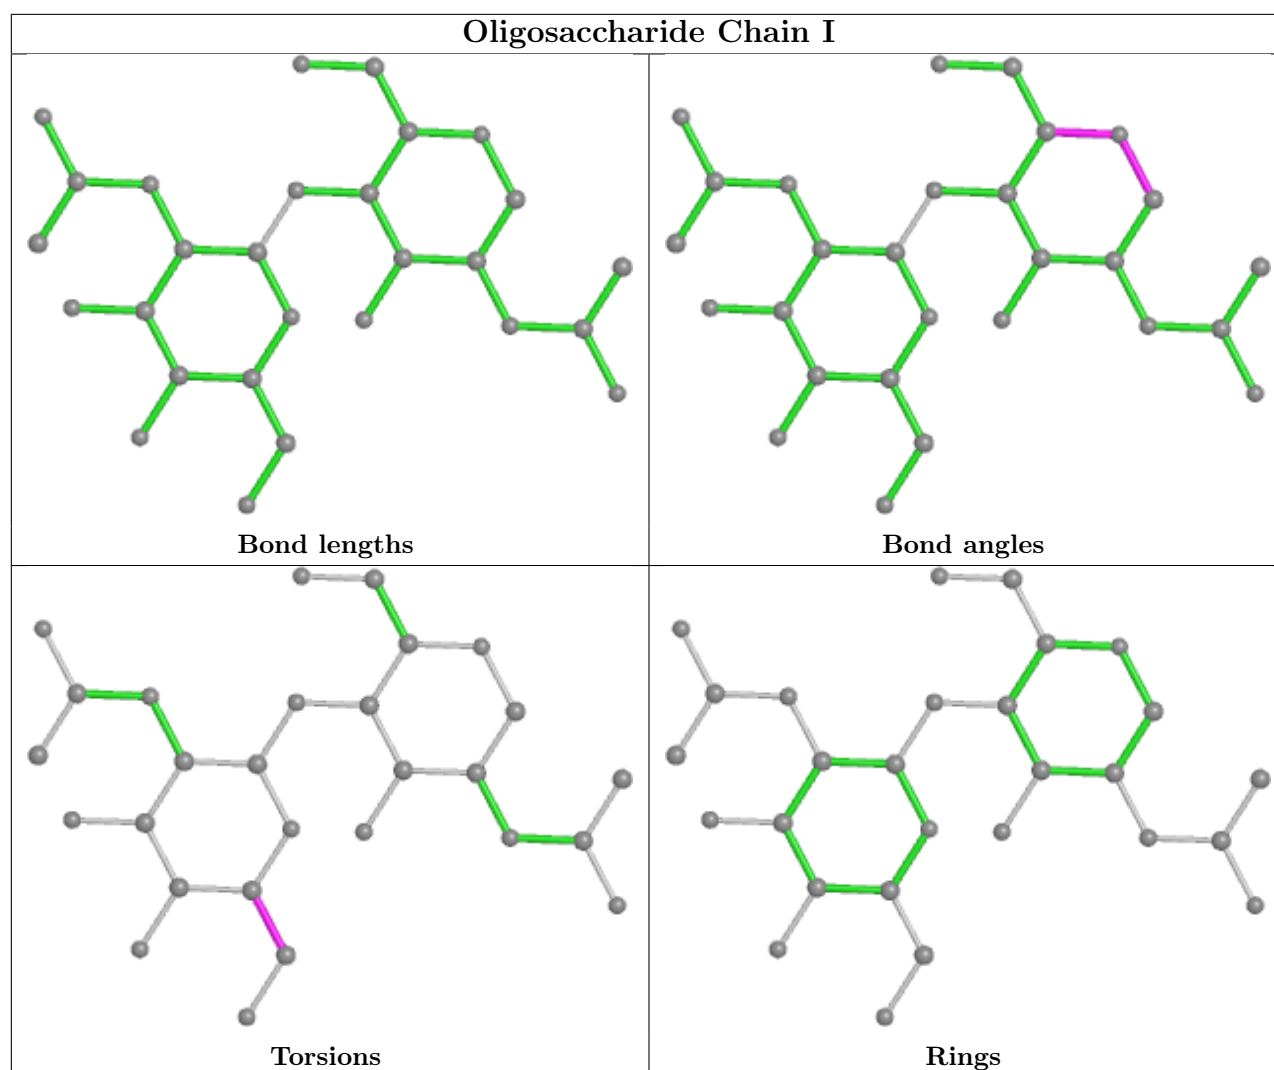 Oligosaccharide Chain I
Bond lengths
Bond angles
Torsions
Rings